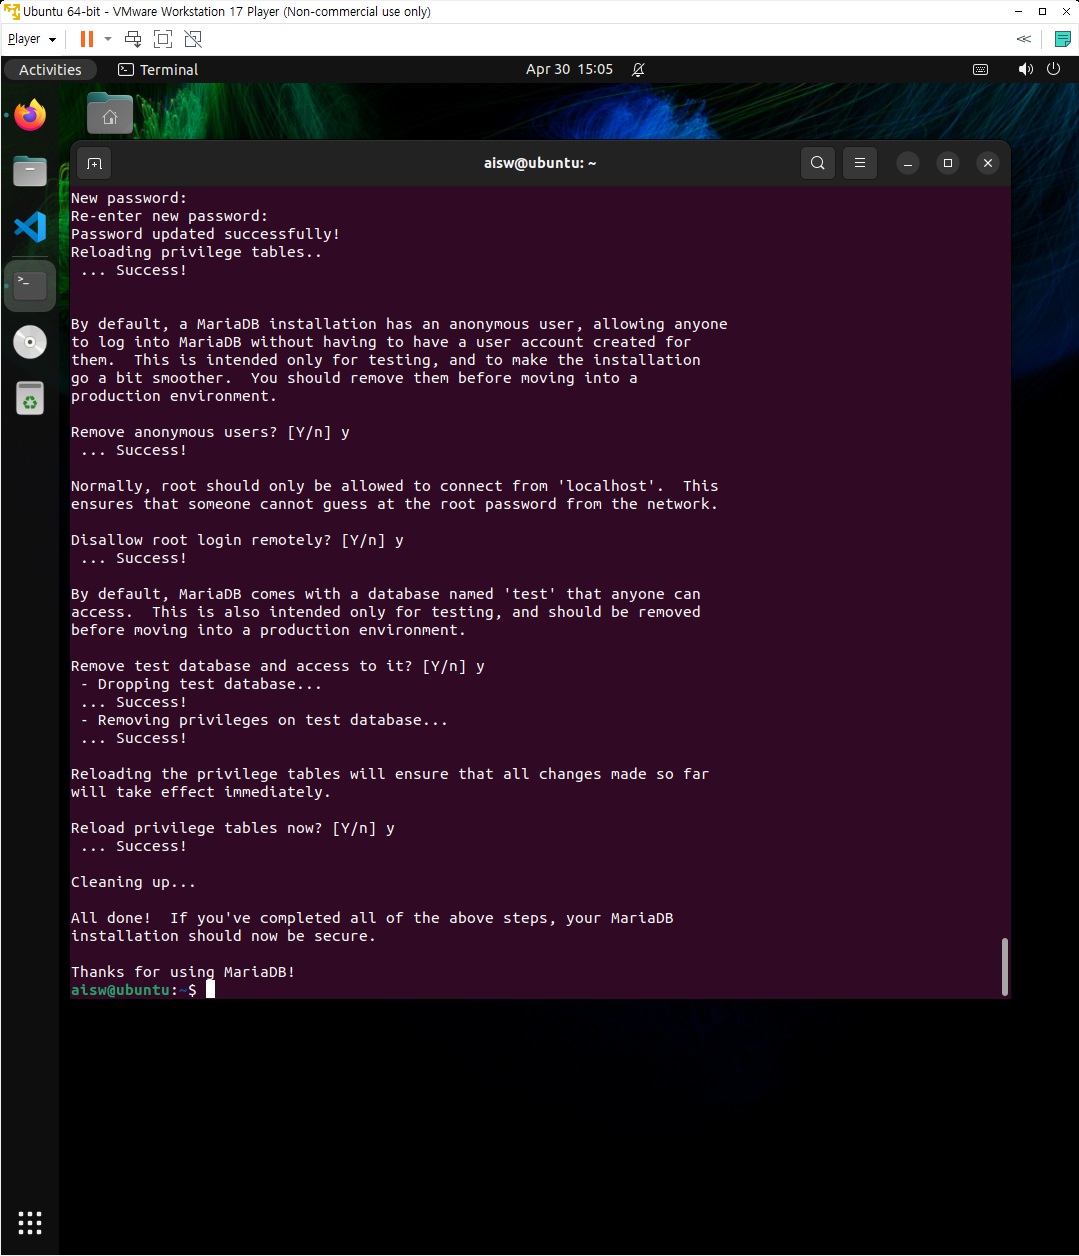 Ubuntu 64-bit - VMware Workstation 17 Player (Non-commercial use only)
Player
Activities
Terminal
Apr 30 15:05
aisw@ubuntu: ~
New password:
Re-enter new password:
Password updated successfully!
Reloading privilege tables..
 ... Success!
By default, a MariaDB installation has an anonymous user, allowing anyone
to log into MariaDB without having to have a user account created for
them.  This is intended only for testing, and to make the installation
go a bit smoother.  You should remove them before moving into a
production environment.
Remove anonymous users? [Y/n] y
 ... Success!
Normally, root should only be allowed to connect from 'localhost'.  This
ensures that someone cannot guess at the root password from the network.
Disallow root login remotely? [Y/n] y
 ... Success!
By default, MariaDB comes with a database named 'test' that anyone can
access.  This is also intended only for testing, and should be removed
before moving into a production environment.
Remove test database and access to it? [Y/n] y
 - Dropping test database...
 ... Success!
 - Removing privileges on test database...
 ... Success!
Reloading the privilege tables will ensure that all changes made so far
will take effect immediately.
Reload privilege tables now? [Y/n] y
 ... Success!
Cleaning up...
All done!  If you've completed all of the above steps, your MariaDB
installation should now be secure.
Thanks for using MariaDB!
aisw@ubuntu:~$